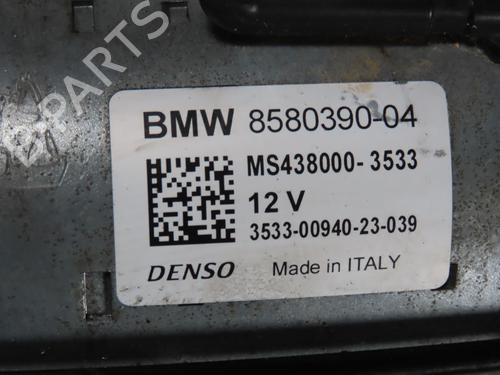 B-PARTS
BMW 8580390-04
MS438000-3533
12 V
3533-00940-23-039
DENSO Made in ITALY